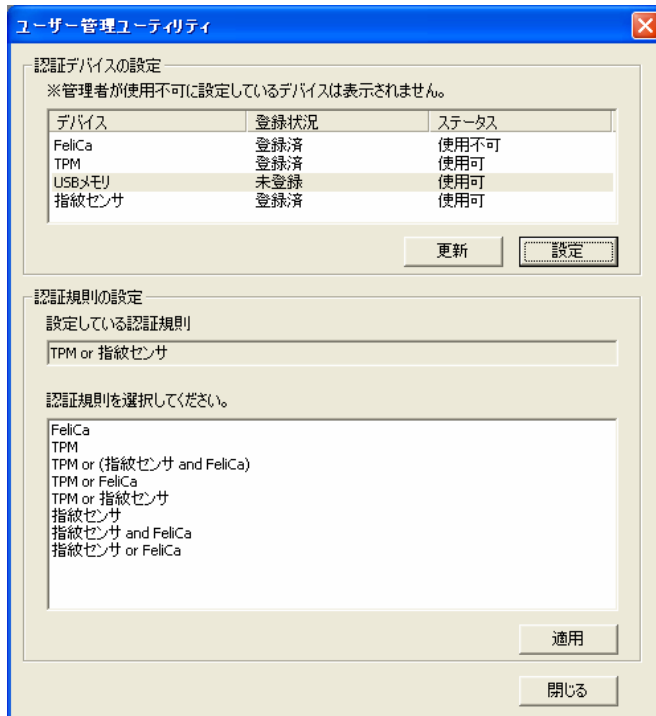 ユーザー管理ユーティリティ
認証デバイスの設定
※管理者が使用不可に設定しているデバイスは表示されません。
デバイス 登録状況 ステータス
FeliCa 登録済 使用不可
TPM 登録済 使用可
USBメモリ 未登録 使用可
指紋センサ 登録済 使用可
更新 設定
認証規則の設定
設定している認証規則
TPM or 指紋センサ
認証規則を選択してください。
FeliCa
TPM
TPM or (指紋センサ and FeliCa)
TPM or FeliCa
TPM or 指紋センサ
指紋センサ
指紋センサ and FeliCa
指紋センサ or FeliCa
適用
閉じる